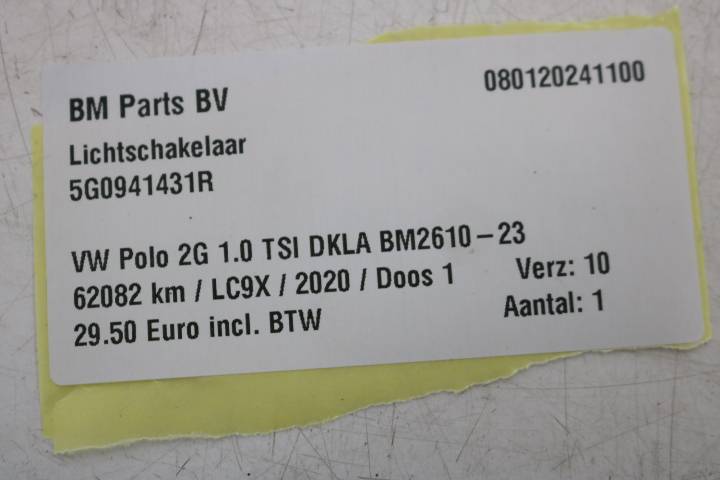 BM Parts BV
080120241100
Lichtschakelaar
5G0941431R
VW Polo 2G 1.0 TSI DKLA BM2610-23
62082 km / LC9X / 2020 / Doos 1
Verz: 10
29.50 Euro incl. BTW
Aantal: 1